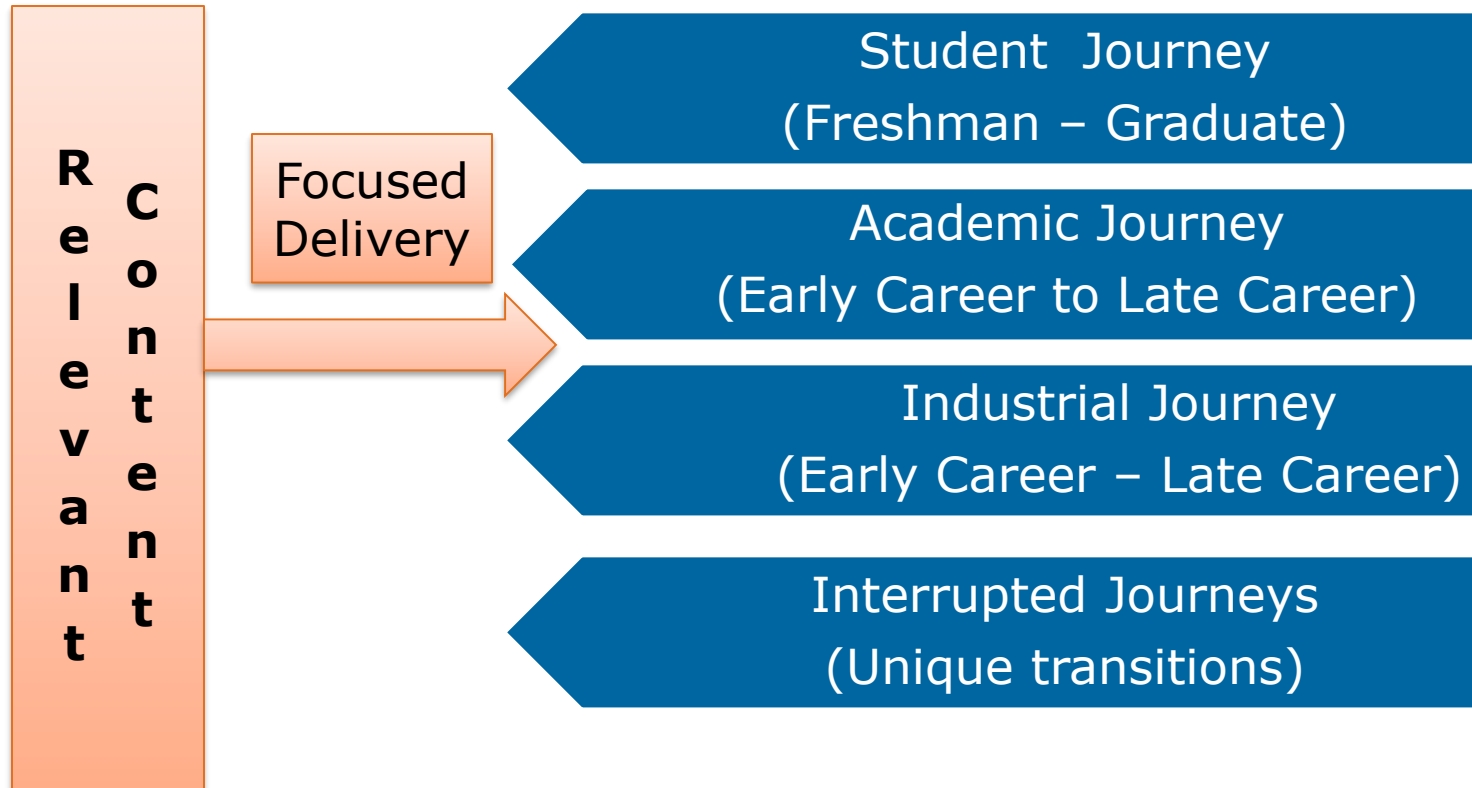 Relevant
Content
Focused
Delivery
Student Journey
(Freshman – Graduate)
Academic Journey
(Early Career to Late Career)
Industrial Journey
(Early Career – Late Career)
Interrupted Journeys
(Unique transitions)